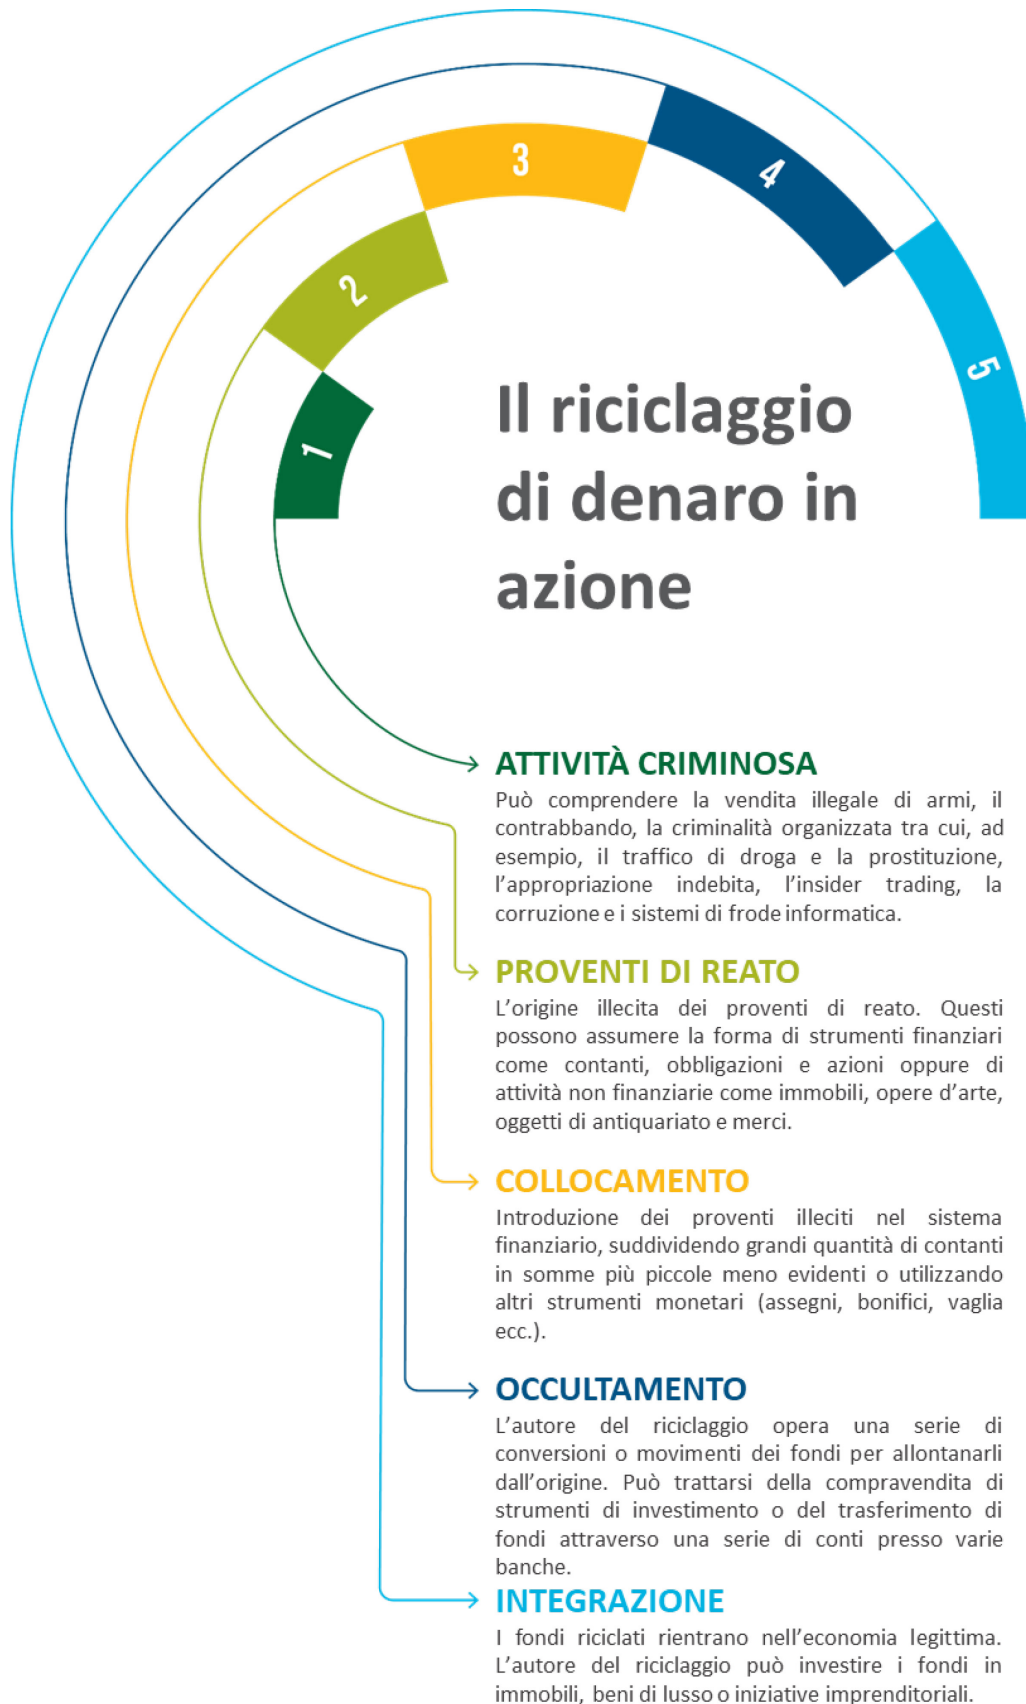 1
2
3
4
5
Il riciclaggio
di denaro in
azione
ATTIVITÀ CRIMINOSA
Può comprendere la vendita illegale di armi, il
contrabbando, la criminalità organizzata tra cui, ad
esempio, il traffico di droga e la prostituzione,
l’appropriazione indebita, l’insider trading, la
corruzione e i sistemi di frode informatica.
PROVENTI DI REATO
L’origine illecita dei proventi di reato. Questi
possono assumere la forma di strumenti finanziari
come contanti, obbligazioni e azioni oppure di
attività non finanziarie come immobili, opere d’arte,
oggetti di antiquariato e merci.
COLLOCAMENTO
Introduzione dei proventi illeciti nel sistema
finanziario, suddividendo grandi quantità di contanti
in somme più piccole meno evidenti o utilizzando
altri strumenti monetari (assegni, bonifici, vaglia
ecc.).
OCCULTAMENTO
L’autore del riciclaggio opera una serie di
conversioni o movimenti dei fondi per allontanarli
dall’origine. Può trattarsi della compravendita di
strumenti di investimento o del trasferimento di
fondi attraverso una serie di conti presso varie
banche.
INTEGRAZIONE
I fondi riciclati rientrano nell’economia legittima.
L’autore del riciclaggio può investire i fondi in
immobili, beni di lusso o iniziative imprenditoriali.